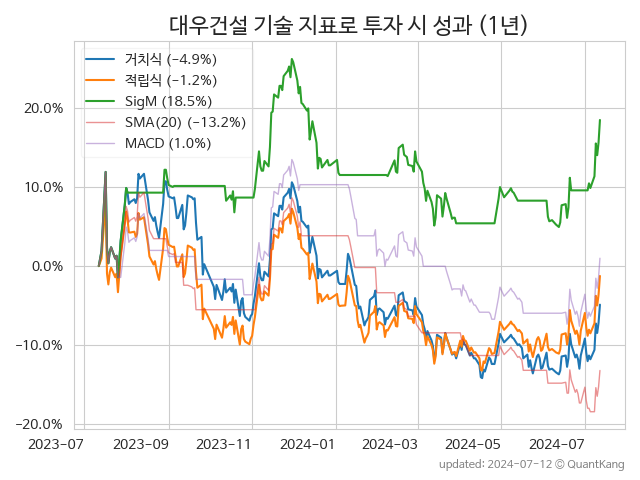 대우건설 기술 지표로 투자 시 성과 (1년)
거치식 (−4.9%)
적립식 (−1.2%)
SigM (18.5%)
SMA(20) (−13.2%)
MACD (1.0%)
20.0%
10.0%
0.0%
−10.0%
−20.0%
2023-07 2023-09 2023-11 2024-01 2024-03 2024-05 2024-07
updated: 2024-07-12 © QuantKang